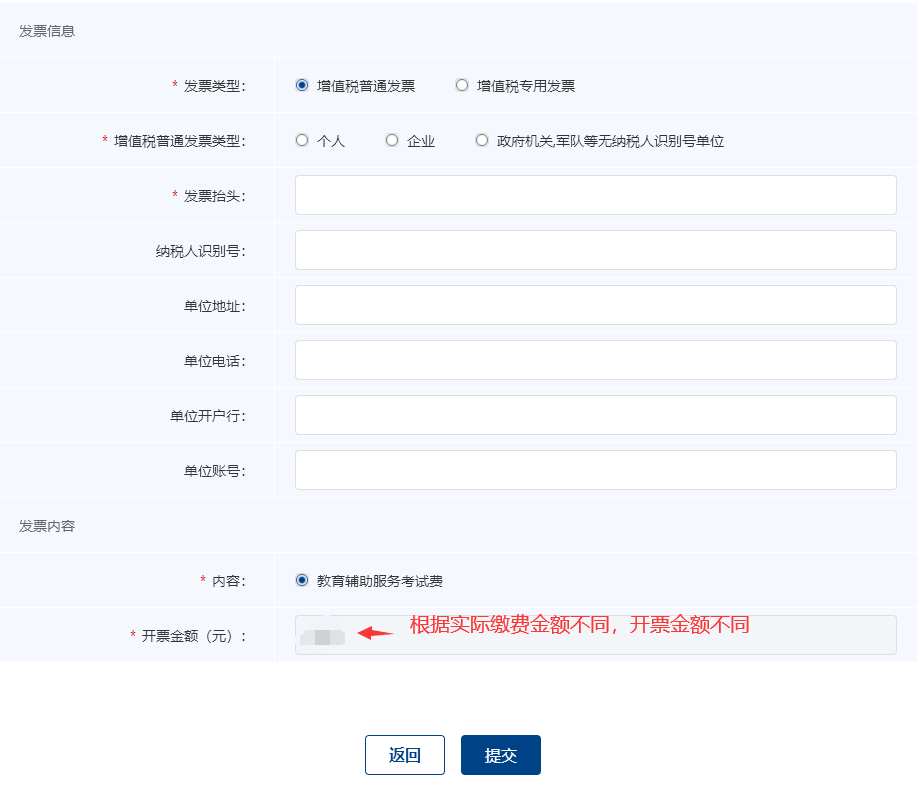 发票信息
* 发票类型： 增值税普通发票 增值税专用发票
* 增值税普通发票类型： 个人 企业 政府机关,军队等无纳税人识别号单位
* 发票抬头：
纳税人识别号：
单位地址：
单位电话：
单位开户行：
单位账号：
发票内容
* 内容： 教育辅助服务考试费
* 开票金额（元）： 根据实际缴费金额不同，开票金额不同
返回 提交